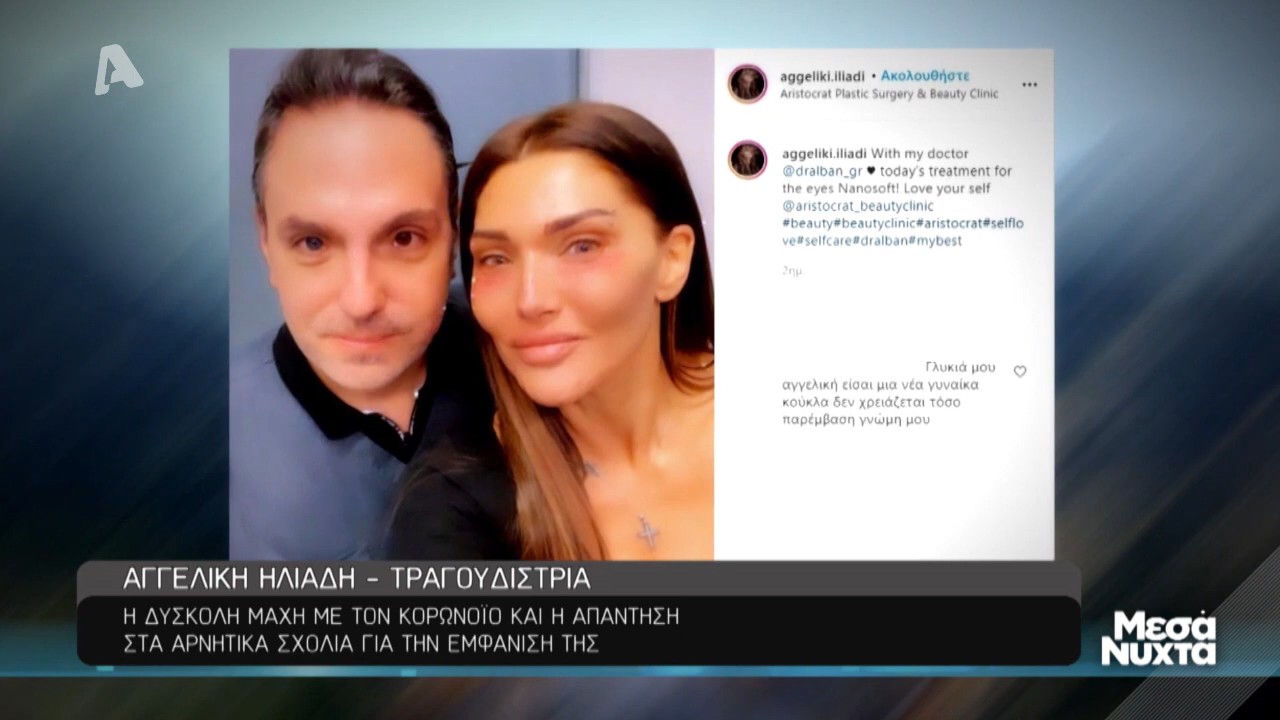 aggeliki.iliadi • Ακολουθήστε
Aristocrat Plastic Surgery & Beauty Clinic
aggeliki.iliadi With my doctor
@dralban_gr ♥ today's treatment for
the eyes Nanosoft! Love your self
@aristocrat_beautyclinic
#beauty#beautyclinic#aristocrat#selflo
ve#selfcare#dralban#mybest
2ημ.
Γλυκιά μου
αγγελική είσαι μια νέα γυναίκα
κούκλα δεν χρειάζεται τόσο
παρέμβαση γνώμη μου
ΑΓΓΕΛΙΚΗ ΗΛΙΑΔΗ – ΤΡΑΓΟΥΔΙΣΤΡΙΑ
Η ΔΥΣΚΟΛΗ ΜΑΧΗ ΜΕ ΤΟΝ ΚΟΡΩΝΟΪΟ ΚΑΙ Η ΑΠΑΝΤΗΣΗ
ΣΤΑ ΑΡΝΗΤΙΚΑ ΣΧΟΛΙΑ ΓΙΑ ΤΗΝ ΕΜΦΑΝΙΣΗ ΤΗΣ
Μεσά
Νυχτα